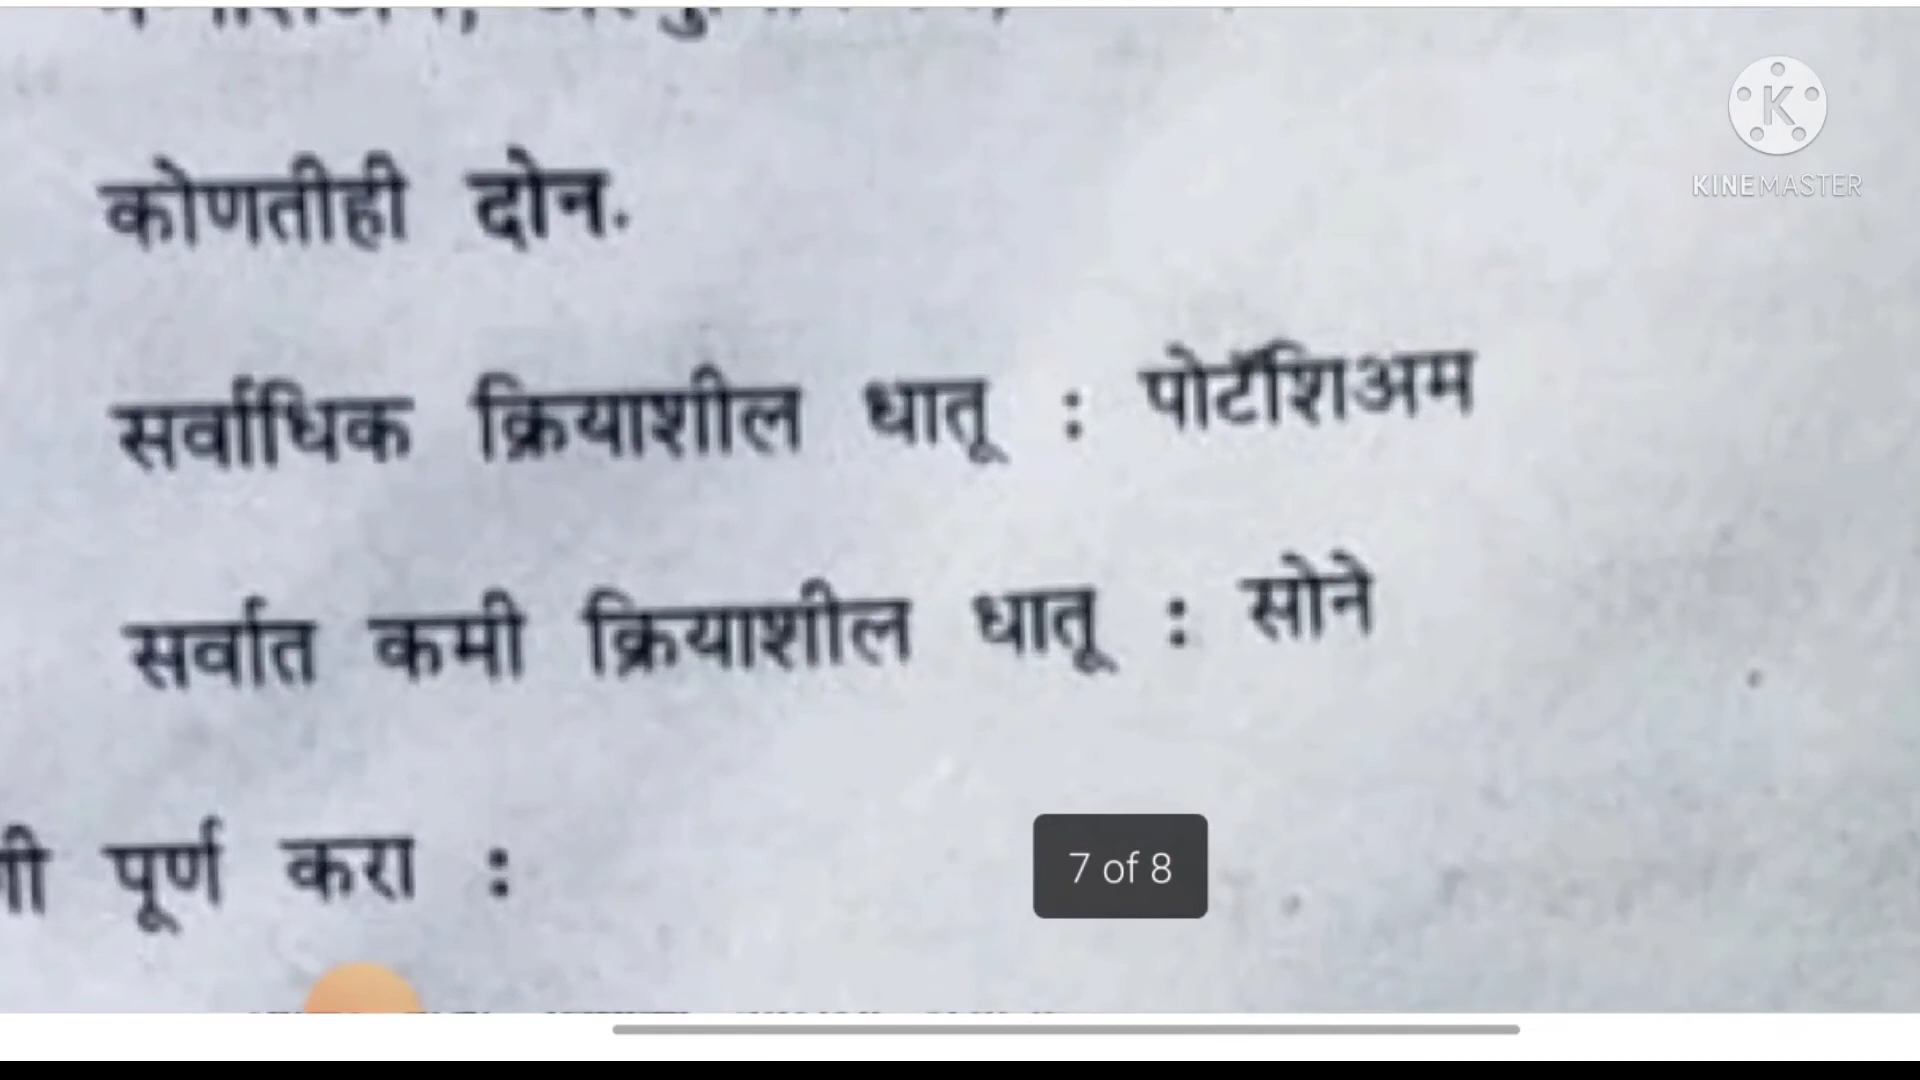 KINEMASTER
कोणतीही दोन.
सर्वाधिक क्रियाशील धातू : पोटॅशिअम
सर्वात कमी क्रियाशील धातू : सोने
पूर्ण करा :
7 of 8